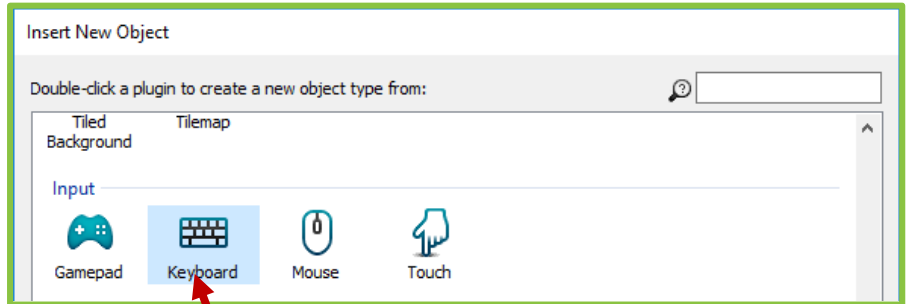 Insert New Object
Double-click a plugin to create a new object type from:
Tiled Background
Tilemap
Input
Gamepad
Keyboard
Mouse
Touch